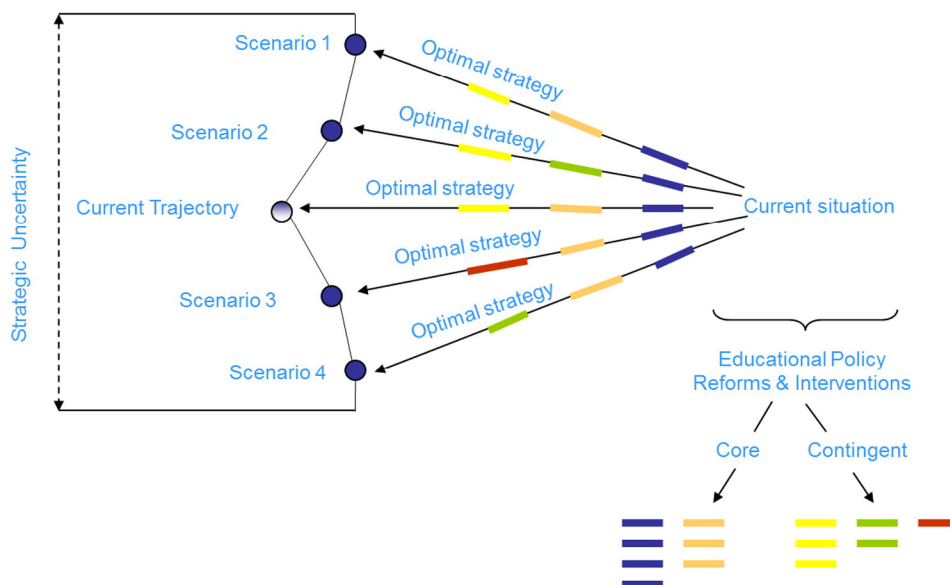 Scenario 1
Optimal strategy
Scenario 2
Optimal strategy
Strategic Uncertainty
Current Trajectory
Optimal strategy
Current situation
Optimal strategy
Scenario 3
Optimal strategy
Scenario 4
Educational Policy
Reforms & Interventions
Core
Contingent